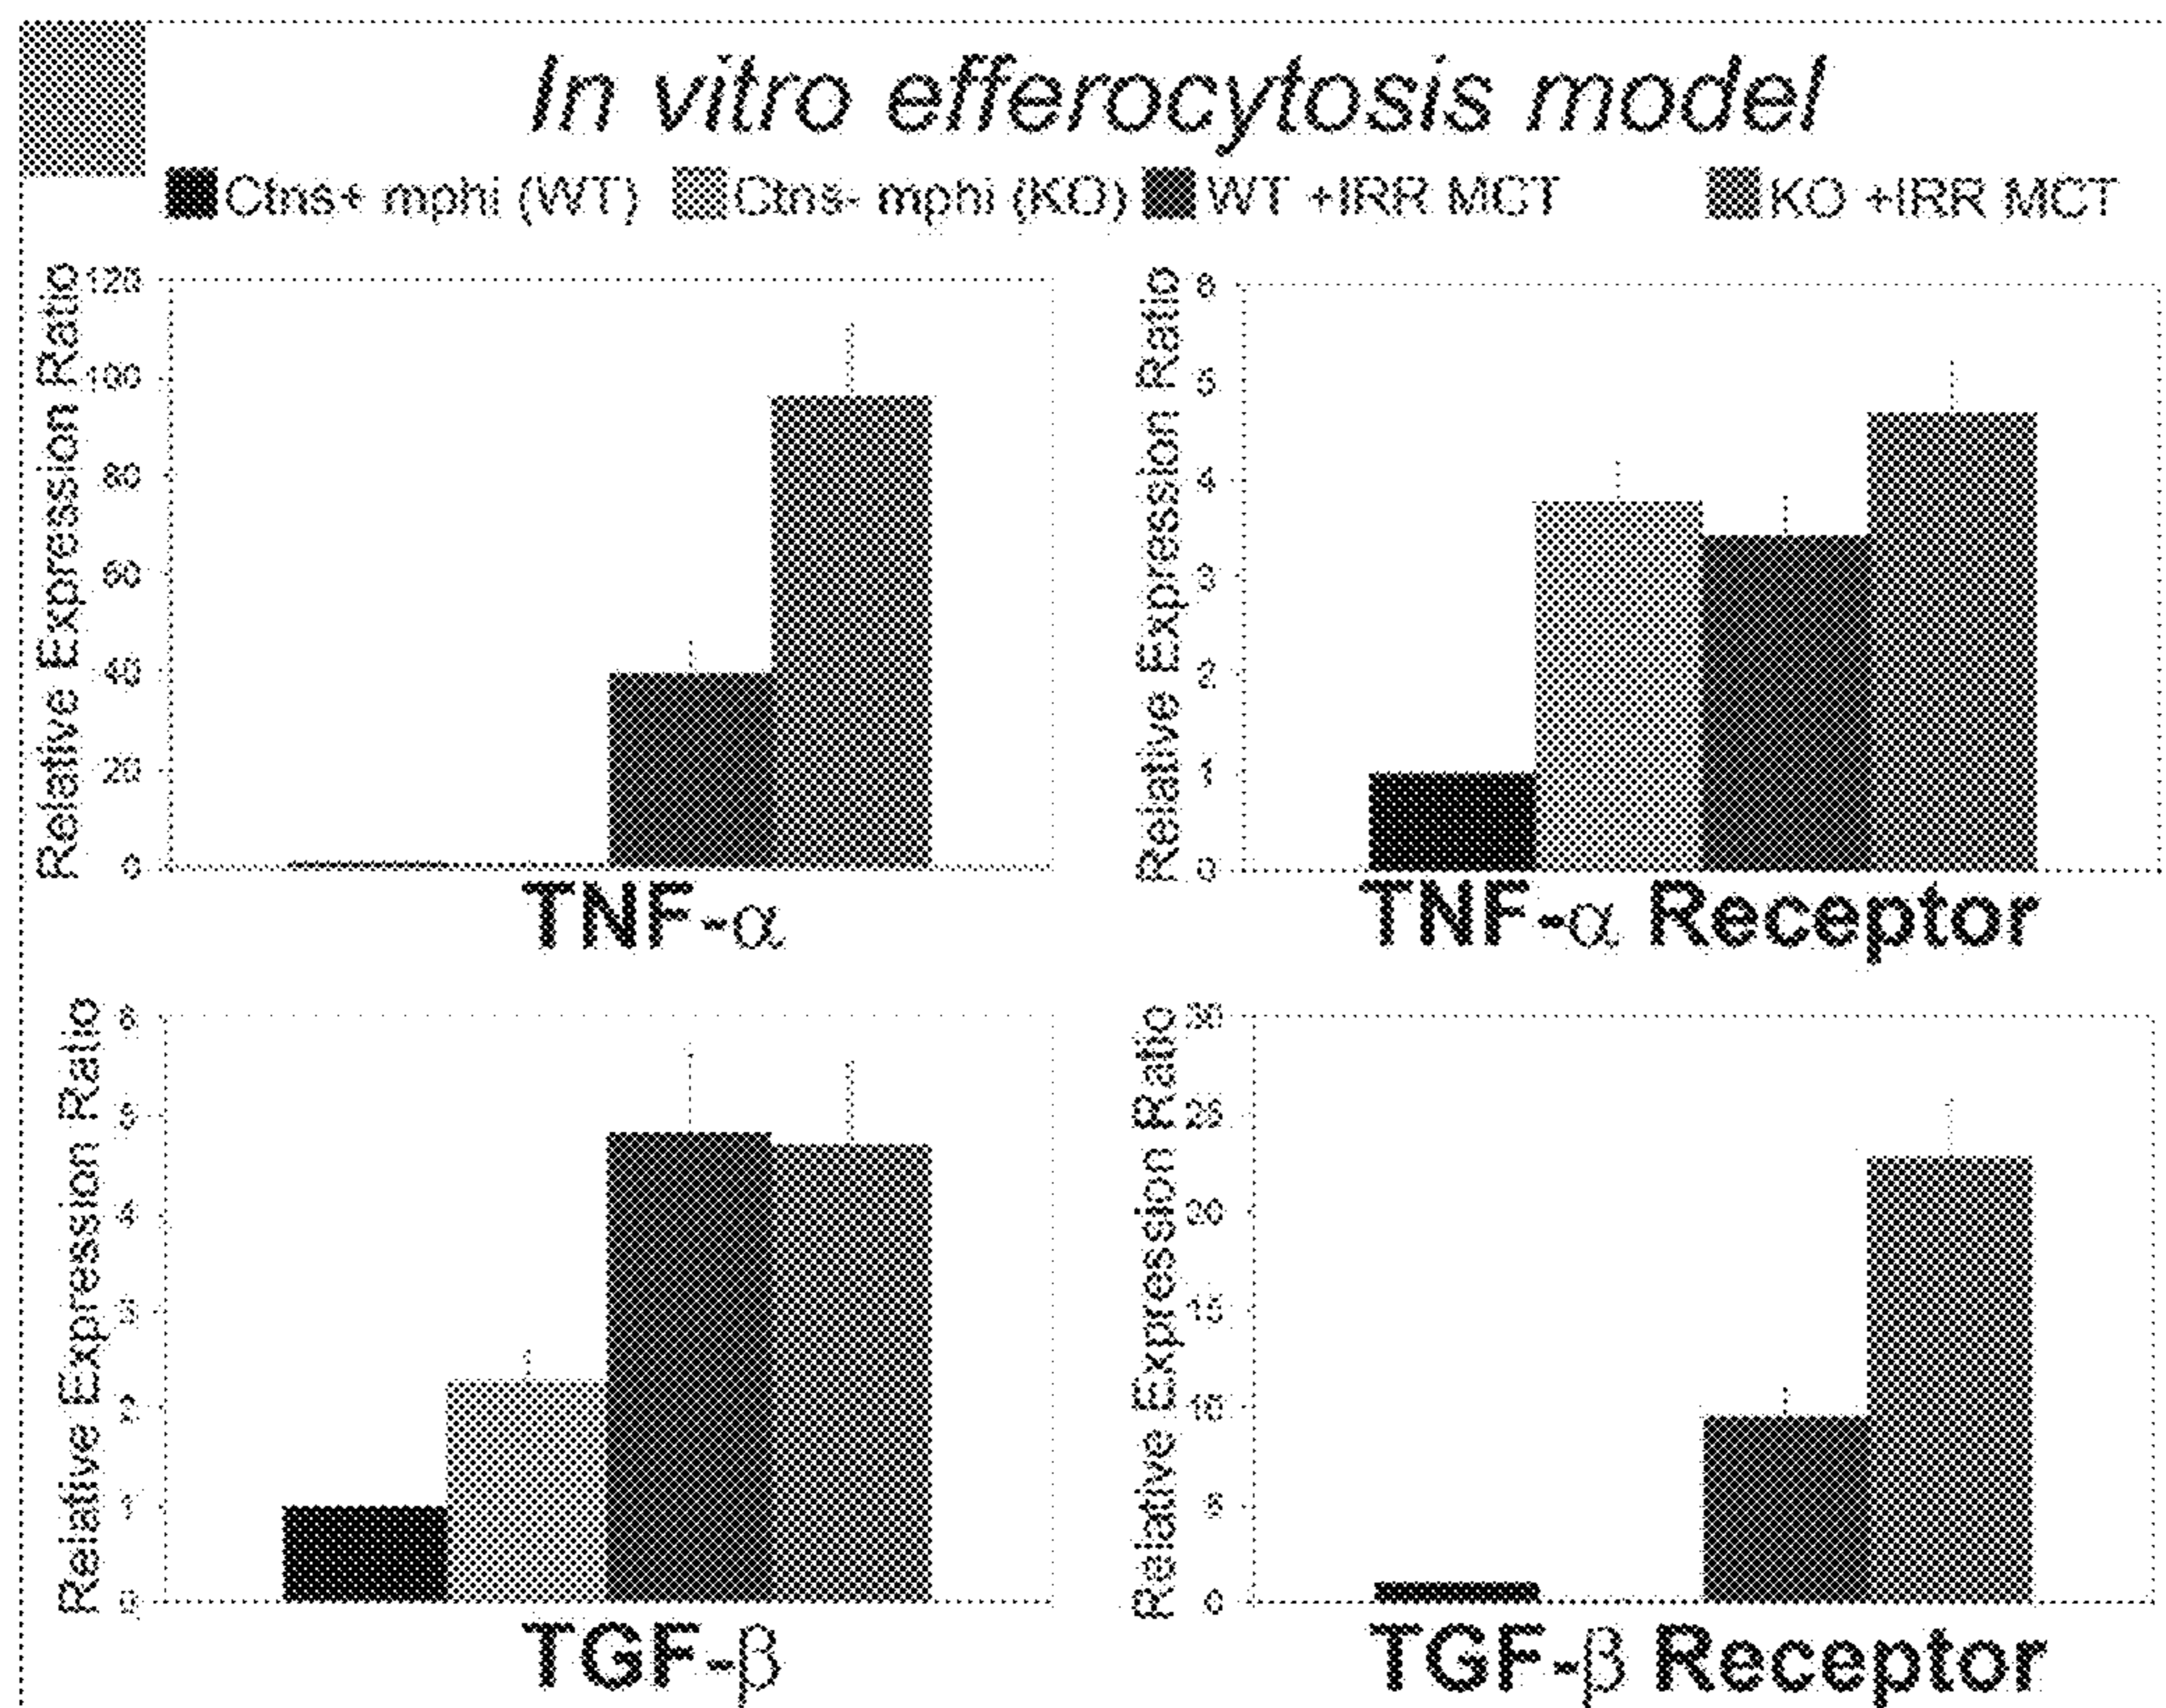 In vitro efferocytosis model
Ctns+ mphi (WT) Ctns- mphi (KO) WT +IRR MCT KO +IRR MCT
Relative Expression Ratio
120
100
80
60
40
20
0
TNF-α
Relative Expression Ratio
6
5
4
3
2
1
0
TNF-α Receptor
Relative Expression Ratio
6
5
4
3
2
1
0
TGF-β
Relative Expression Ratio
30
25
20
15
10
5
0
TGF-β Receptor